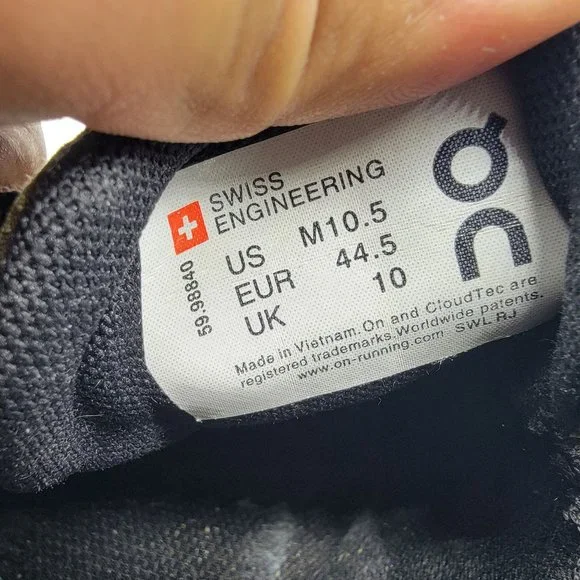 SWISS
ENGINEERING
US M10.5
EUR 44.5
UK 10
59.98840
Made in Vietnam.On and CloudTec are
registered trademarks.Worldwide patents.
www.on-running.com SWL RJ
On